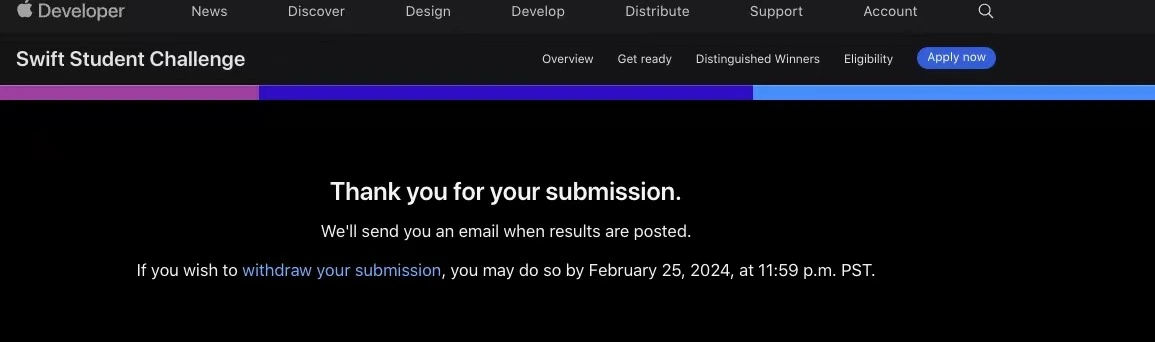 Developer News Discover Design Develop Distribute Support Account
Swift Student Challenge Overview Get ready Distinguished Winners Eligibility Apply now
Thank you for your submission.
We'll send you an email when results are posted.
If you wish to withdraw your submission, you may do so by February 25, 2024, at 11:59 p.m. PST.